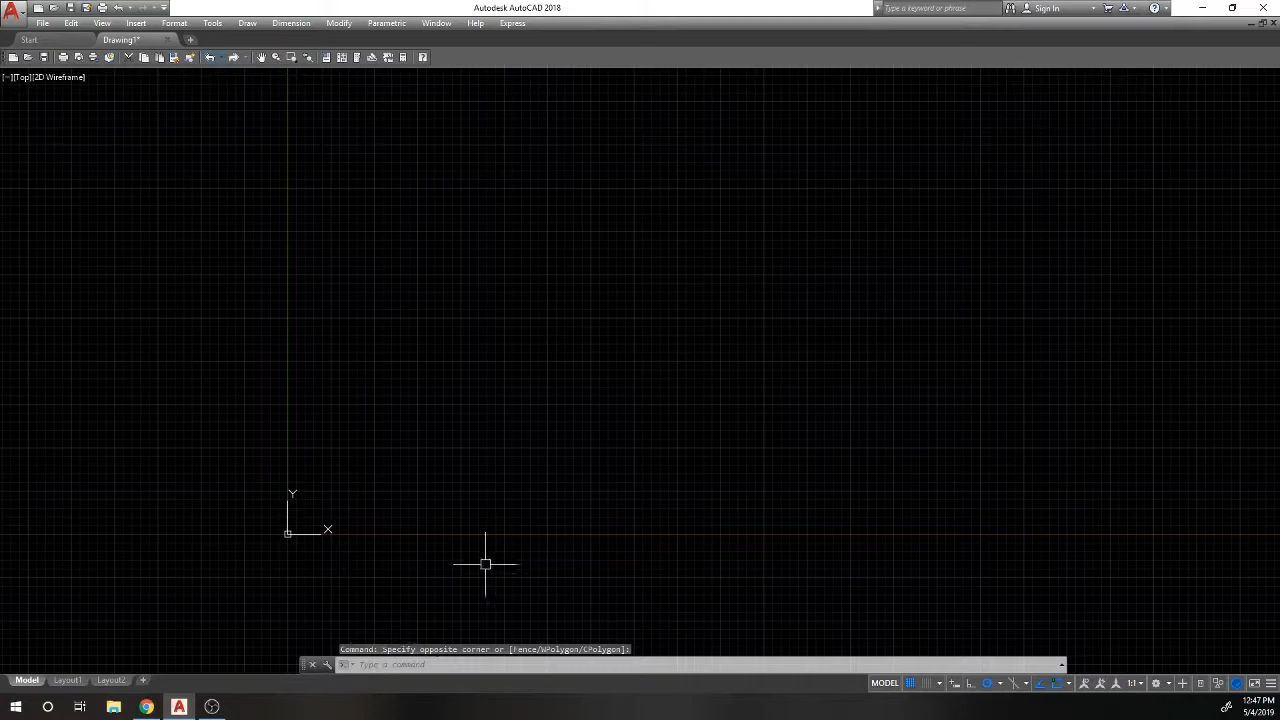 Autodesk AutoCAD 2018
Type a keyword or phrase
Sign In
File Edit View Insert Format Tools Draw Dimension Modify Parametric Window Help Express
Start Drawing1*
[−][Top][2D Wireframe]
Y
X
Command: Specify opposite corner or [Fence/WPolygon/CPolygon]:
Type a command
Model Layout1 Layout2
MODEL 1:1
12:47 PM
5/4/2019